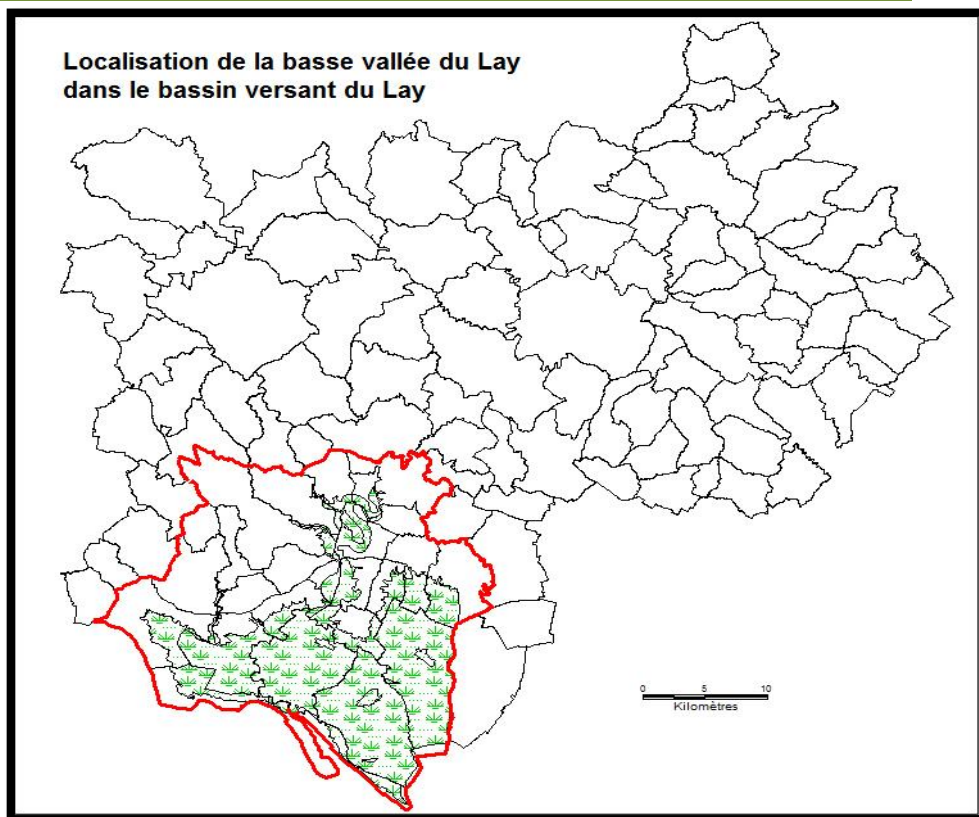 Localisation de la basse vallée du Lay
dans le bassin versant du Lay
0 5 10
Kilomètres